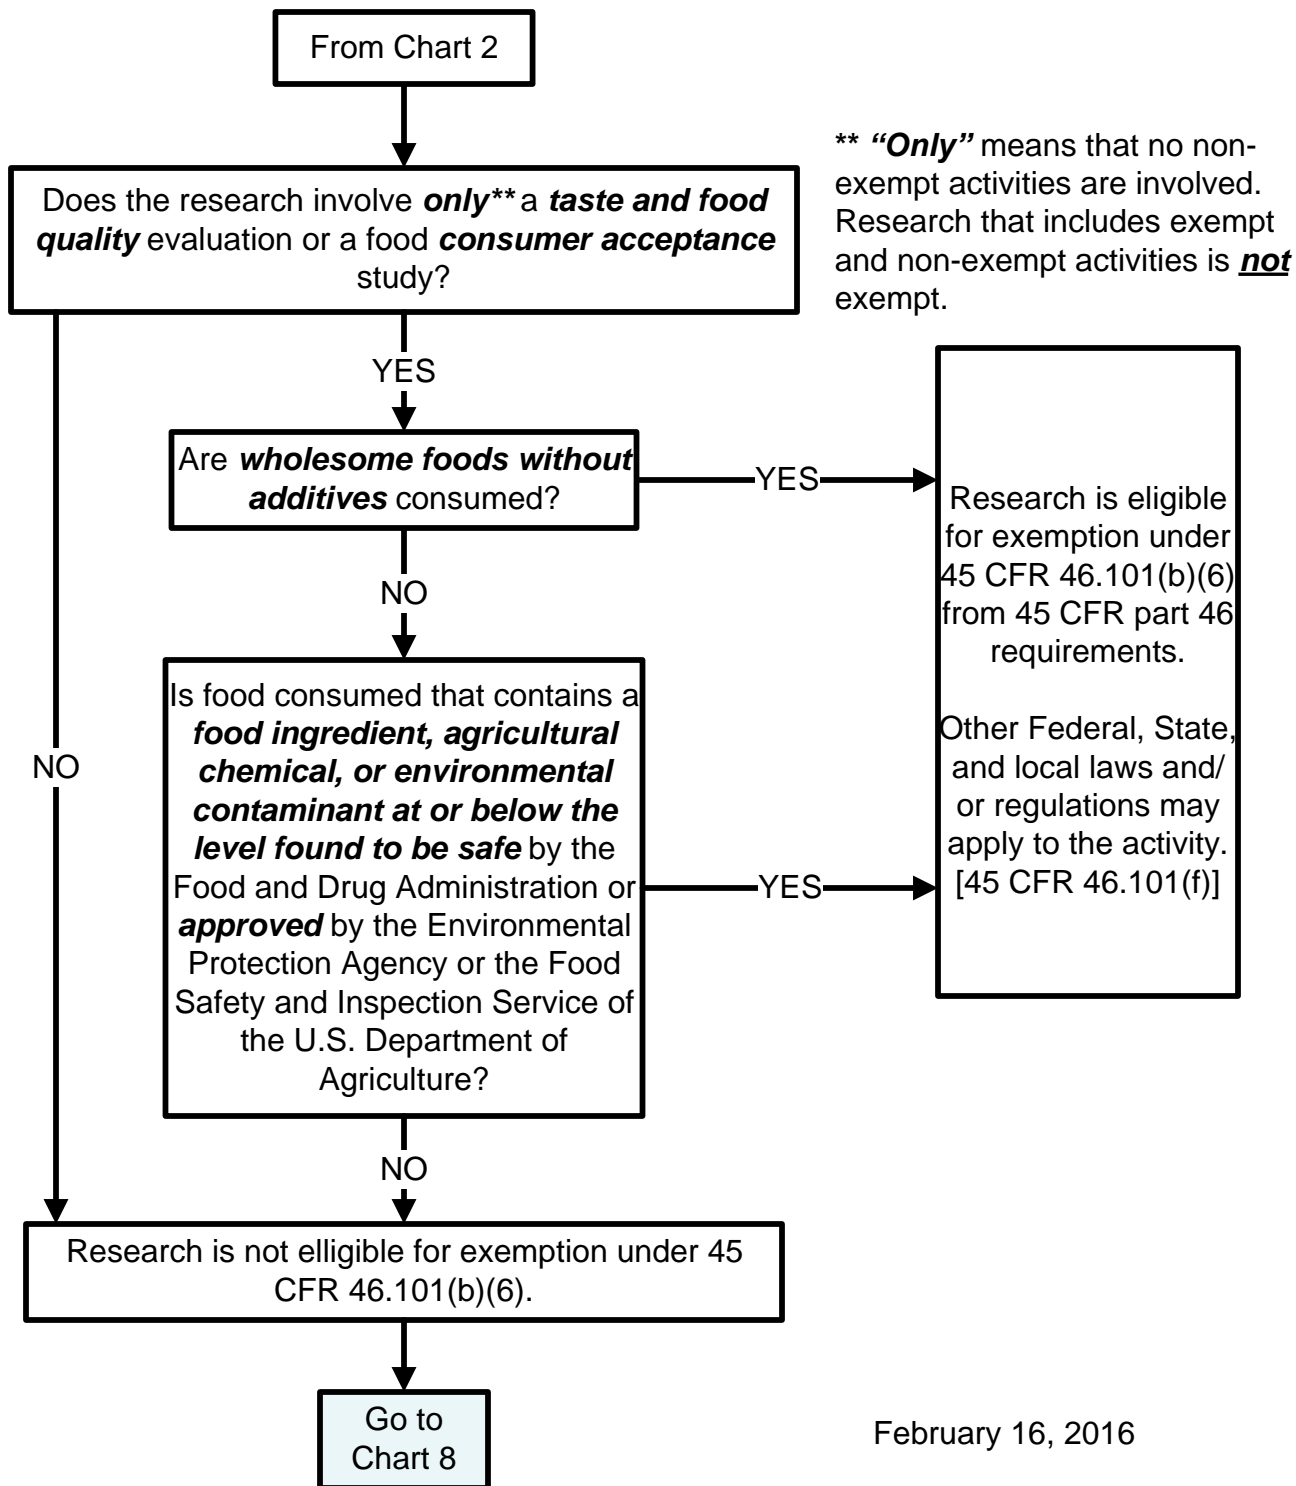 From Chart 2
** “Only” means that no non-
exempt activities are involved.
Research that includes exempt
and non-exempt activities is not
exempt.
Does the research involve only** a taste and food
quality evaluation or a food consumer acceptance
study?
YES
Are wholesome foods without
additives consumed?
YES
NO
Is food consumed that contains a
food ingredient, agricultural
chemical, or environmental
contaminant at or below the
level found to be safe by the
Food and Drug Administration or
approved by the Environmental
Protection Agency or the Food
Safety and Inspection Service of
the U.S. Department of
Agriculture?
YES
Research is eligible
for exemption under
45 CFR 46.101(b)(6)
from 45 CFR part 46
requirements.
Other Federal, State,
and local laws and/
or regulations may
apply to the activity.
[45 CFR 46.101(f)]
NO
NO
Research is not elligible for exemption under 45
CFR 46.101(b)(6).
Go to
Chart 8
February 16, 2016